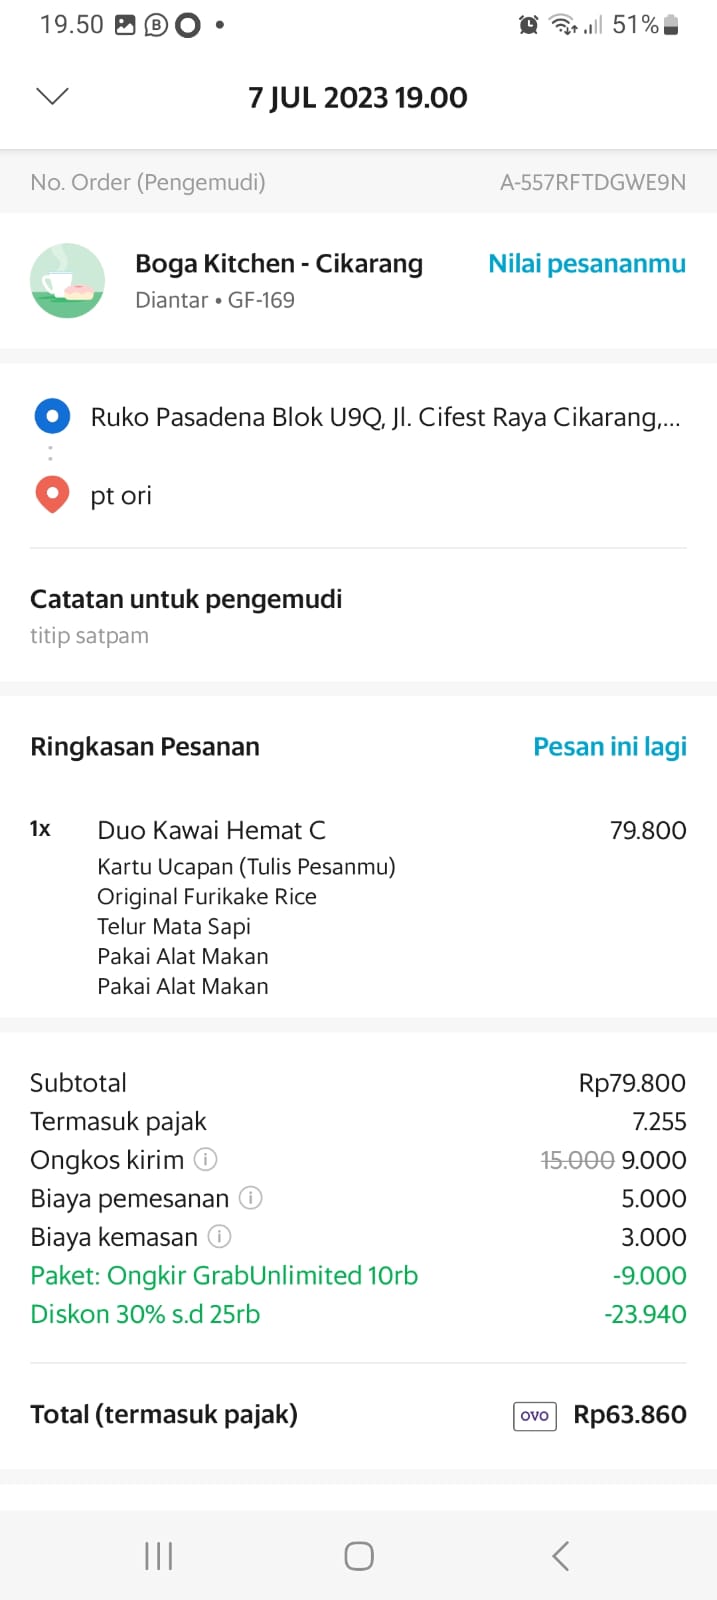 19.50 B 51%
7 JUL 2023 19.00
No. Order (Pengemudi) A-557RFTDGWE9N
Boga Kitchen - Cikarang Nilai pesananmu
Diantar • GF-169
Ruko Pasadena Blok U9Q, Jl. Cifest Raya Cikarang,...
pt ori
Catatan untuk pengemudi
titip satpam
Ringkasan Pesanan Pesan ini lagi
1x Duo Kawai Hemat C 79.800
Kartu Ucapan (Tulis Pesanmu)
Original Furikake Rice
Telur Mata Sapi
Pakai Alat Makan
Pakai Alat Makan
Subtotal Rp79.800
Termasuk pajak 7.255
Ongkos kirim 15.000 9.000
Biaya pemesanan 5.000
Biaya kemasan 3.000
Paket: Ongkir GrabUnlimited 10rb -9.000
Diskon 30% s.d 25rb -23.940
Total (termasuk pajak) OVO Rp63.860